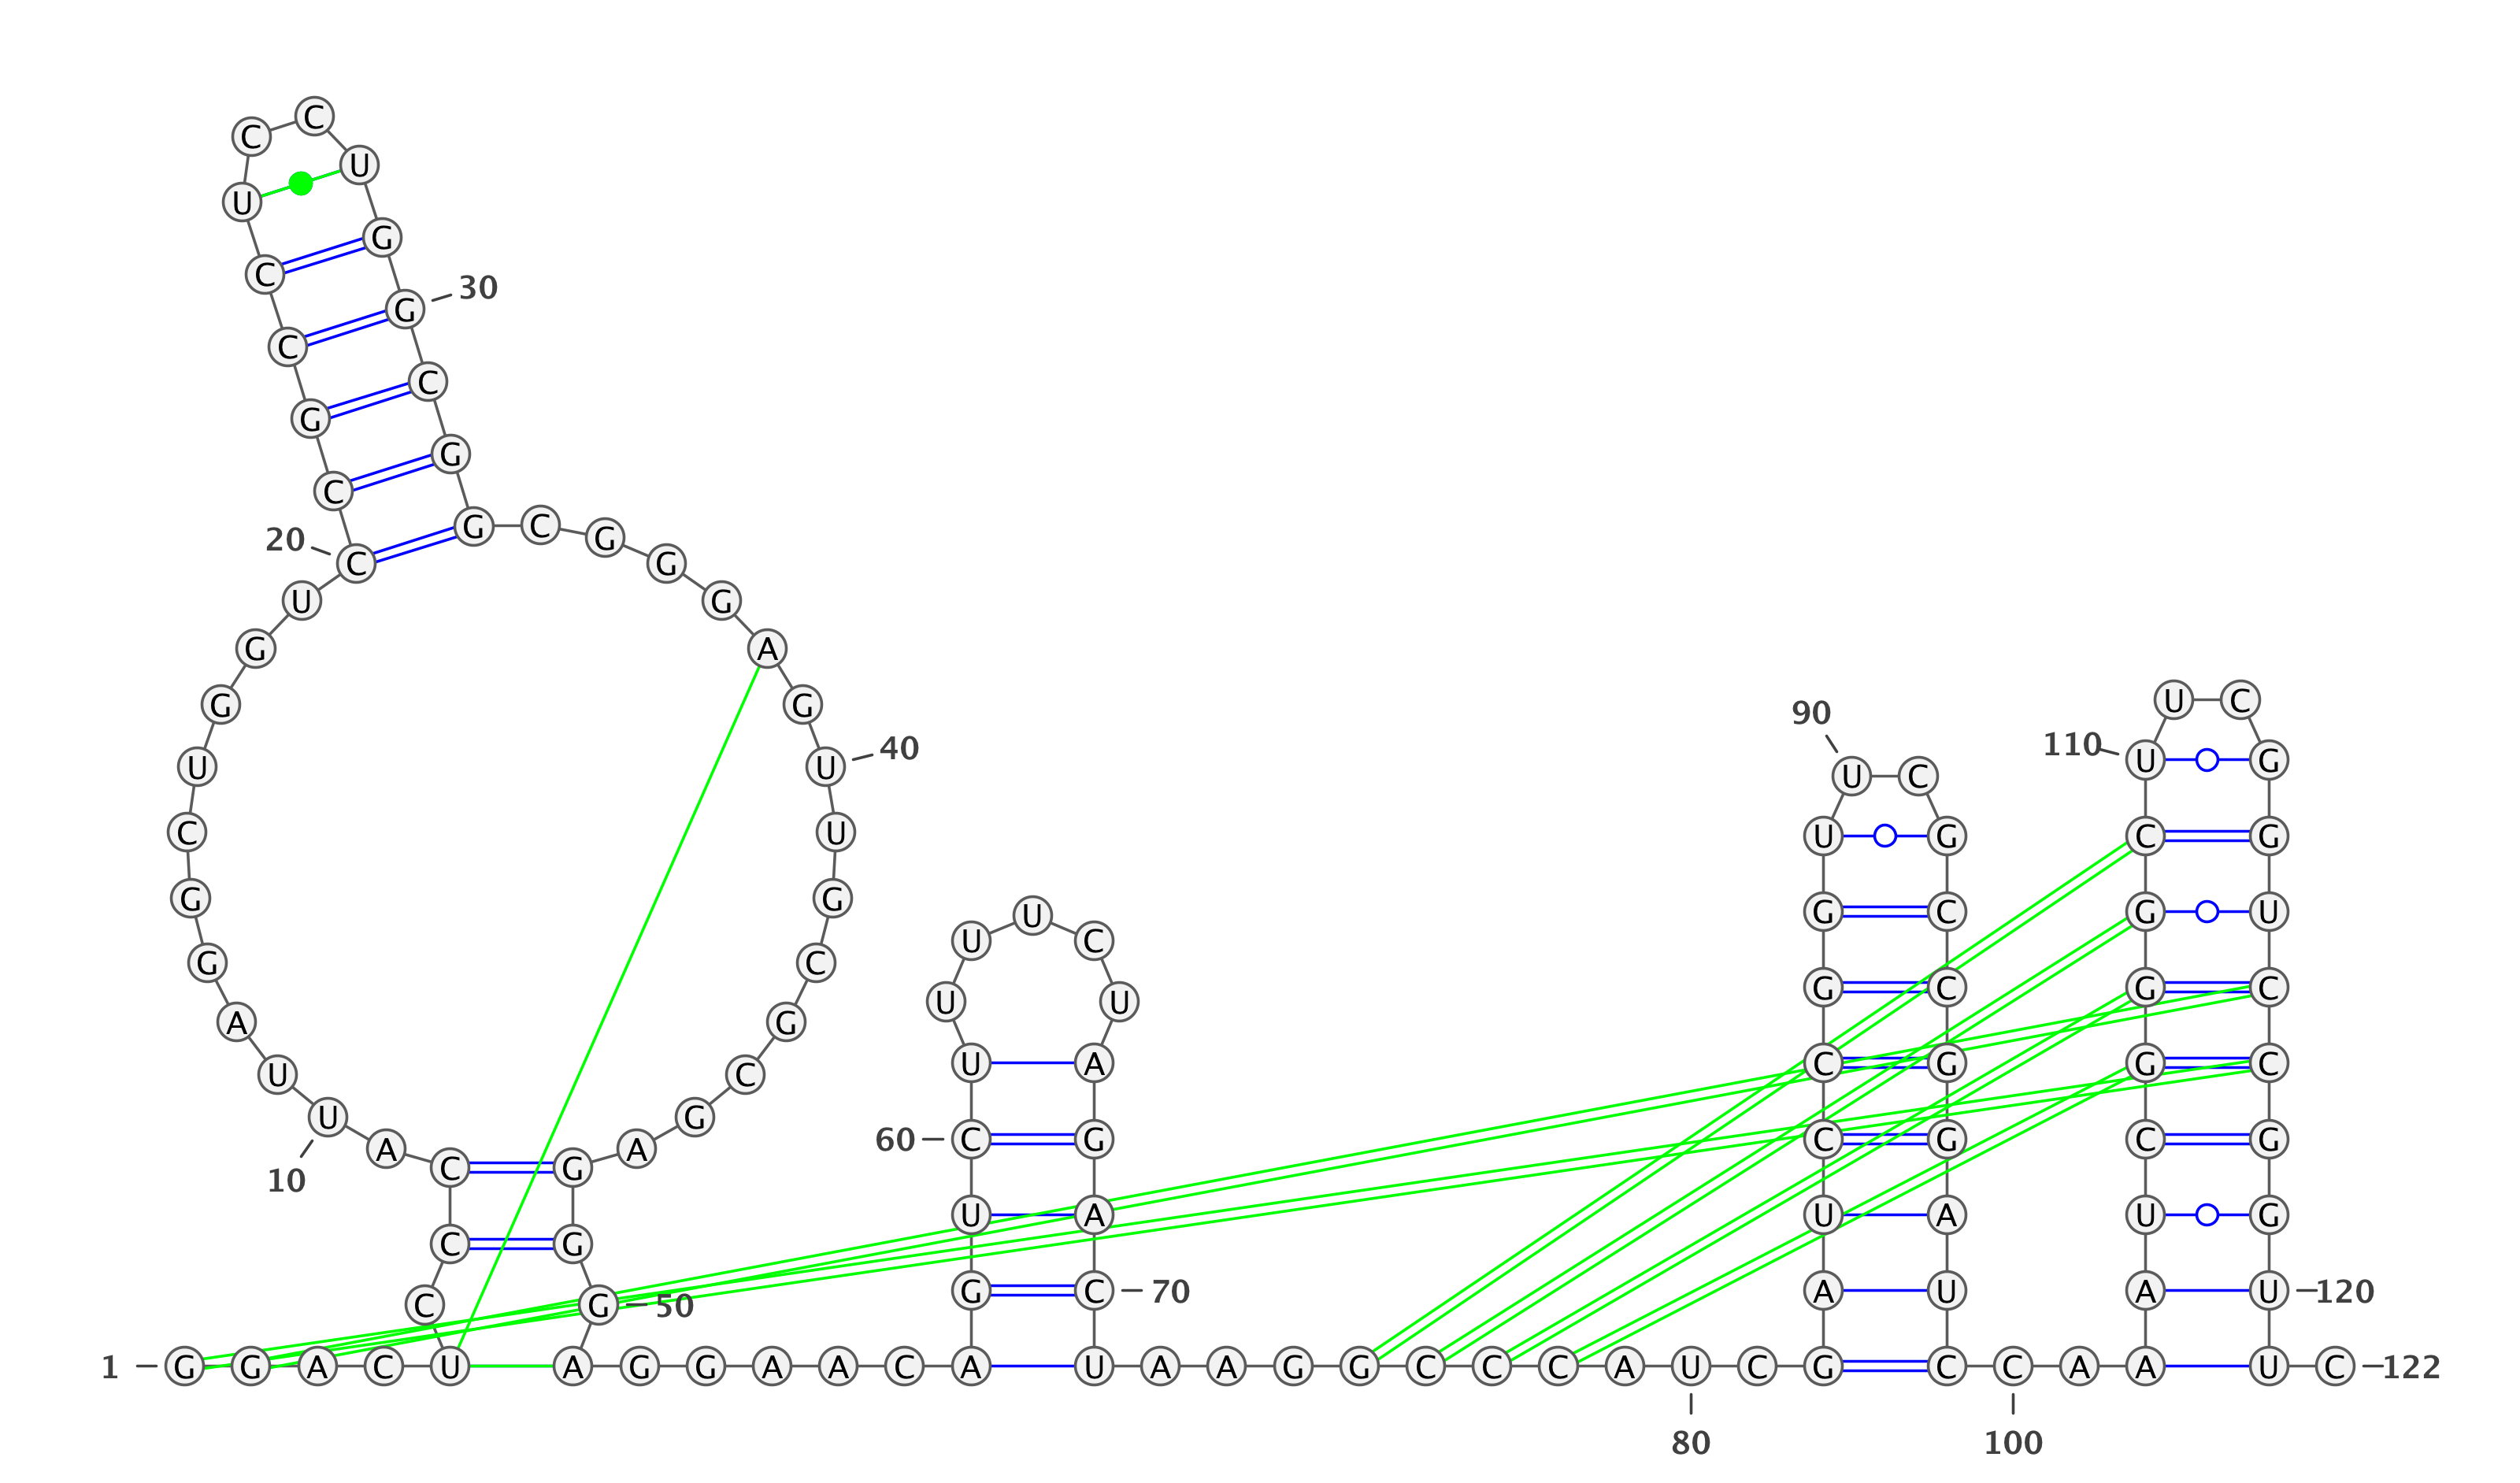 C
C
U
U
G
C
30
G
C
C
G
G
C
G C G
20
C G
U G
G A
U C
G G
90
110 40
U G
U U
U C
C U U G C G
G G
G C G U
U U C
G C
G C G C
U U
A G
U A C G G C
U C
U G
60 C G C G C G
A A
C G
10
U A U A U G
C G
G C 70 A U A U 120
C G 50
1 G G A C U A G G A A C A U A A G G C C C A U C G C C A A U C 122
80 100